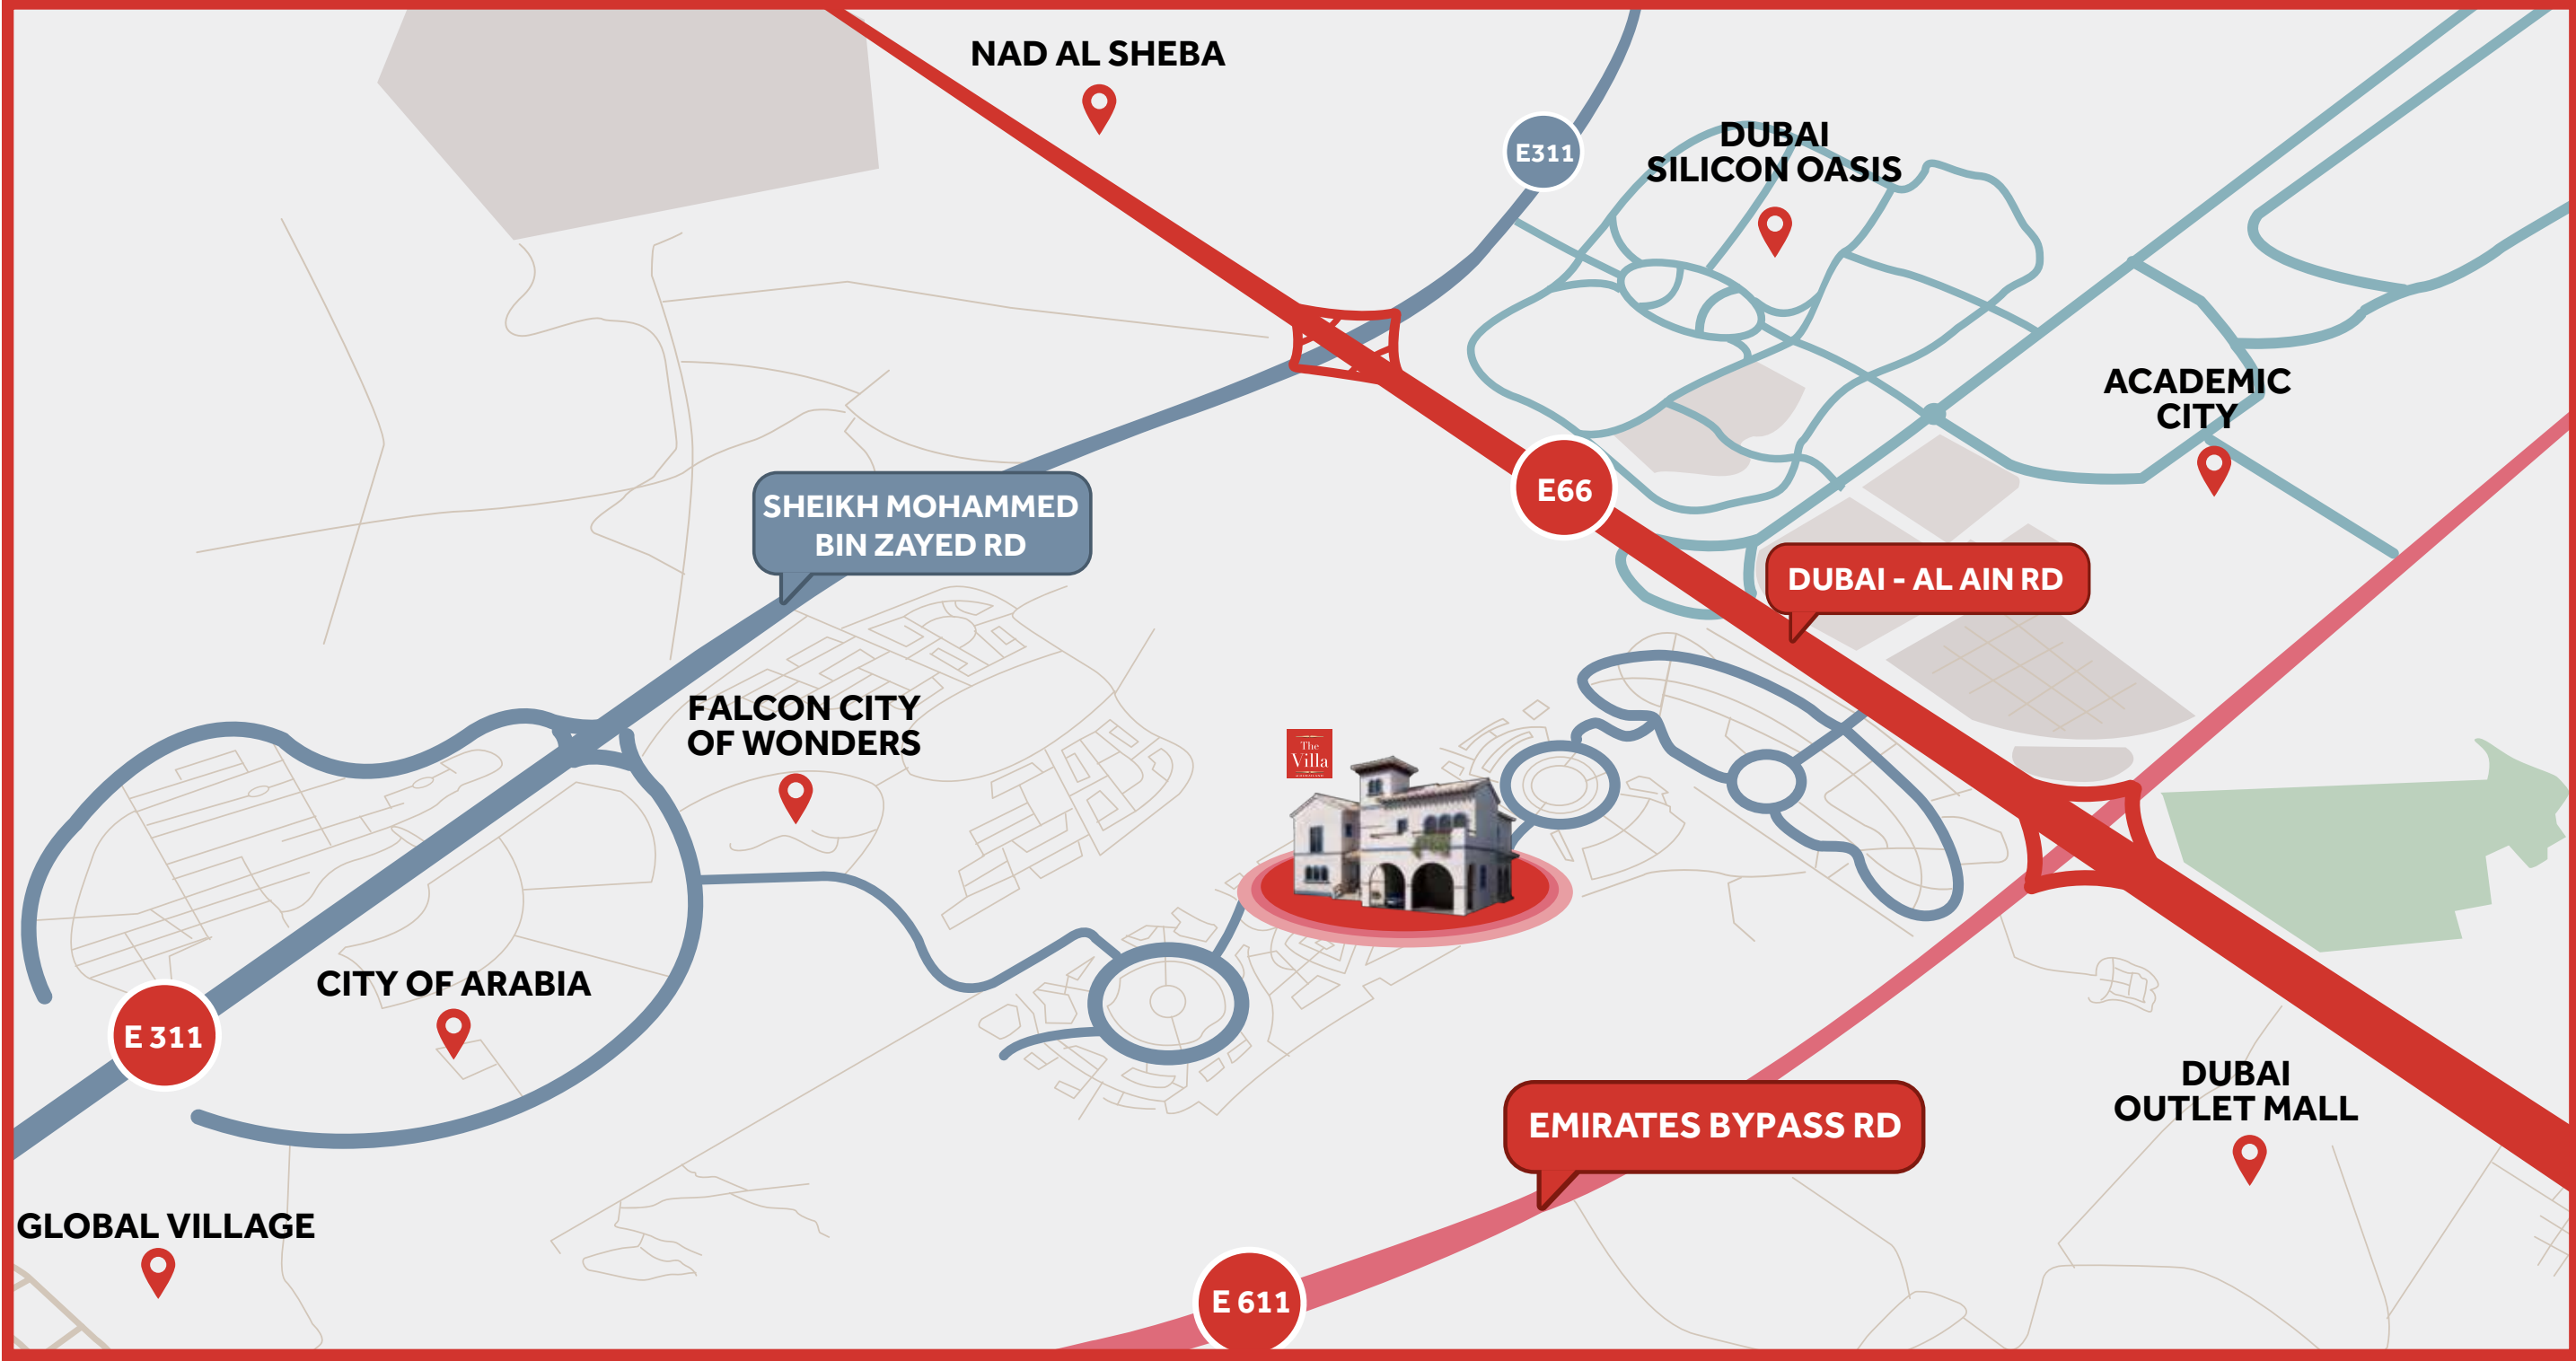 NAD AL SHEBA
E311
DUBAI
SILICON OASIS
ACADEMIC
CITY
E66
SHEIKH MOHAMMED
BIN ZAYED RD
DUBAI - AL AIN RD
FALCON CITY
OF WONDERS
The
Villa
CITY OF ARABIA
E 311
DUBAI
OUTLET MALL
EMIRATES BYPASS RD
GLOBAL VILLAGE
E 611